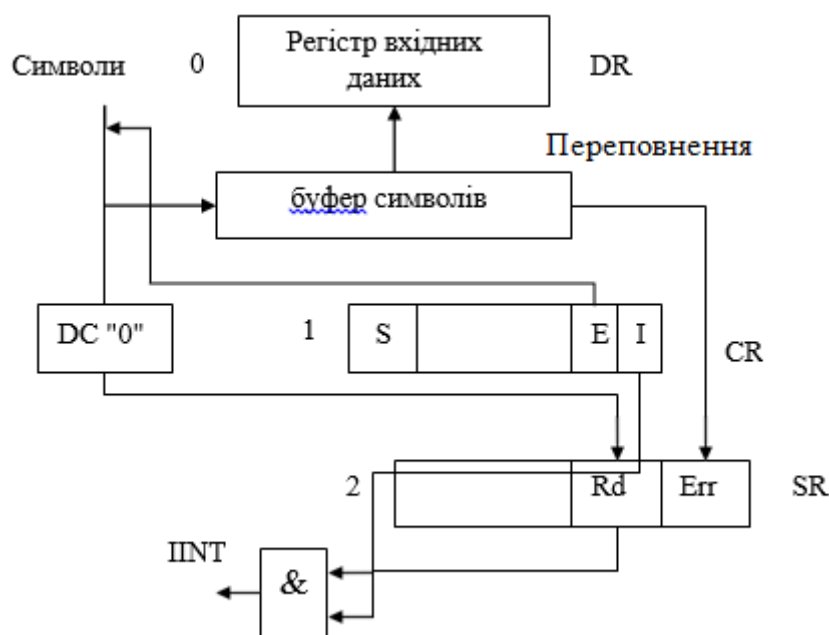 Символи
0
Регістр вхідних
даних
DR
Переповнення
буфер символів
DC "0"
1
S
E
I
CR
2
Rd
Err
SR
IINT
&